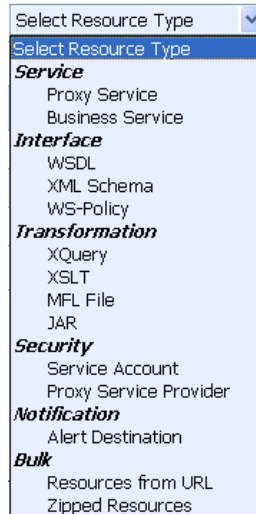 Select Resource Type
Select Resource Type
Service
Proxy Service
Business Service
Interface
WSDL
XML Schema
WS-Policy
Transformation
XQuery
XSLT
MFL File
JAR
Security
Service Account
Proxy Service Provider
Notification
Alert Destination
Bulk
Resources from URL
Zipped Resources